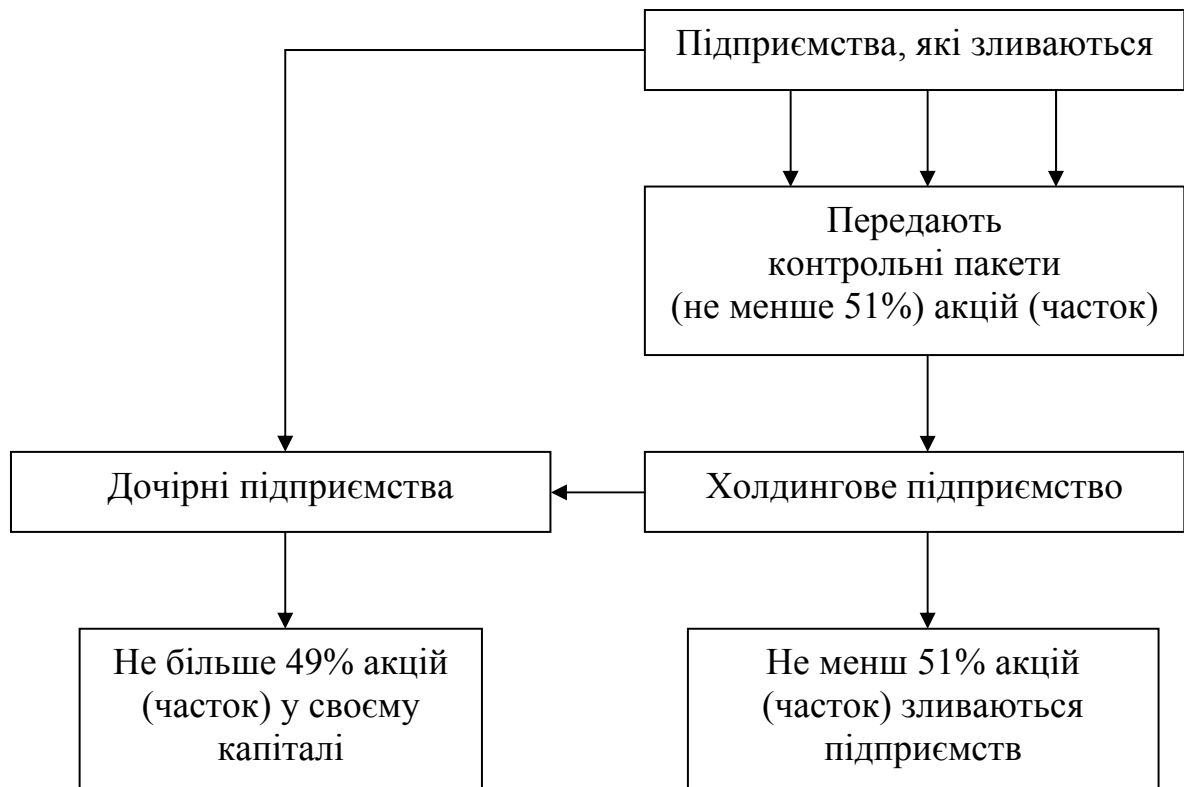 Підприємства, які зливаються
Передають
контрольні пакети
(не менше 51%) акцій (часток)
Дочірні підприємства
Холдингове підприємство
Не більше 49% акцій
(часток) у своєму
капіталі
Не менш 51% акцій
(часток) зливаються
підприємств